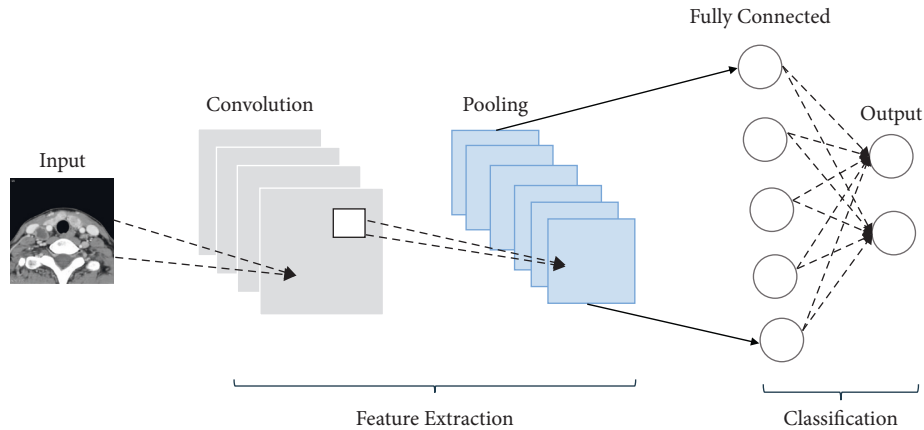 Fully Connected
Convolution
Pooling
Output
Input
Feature Extraction
Classification